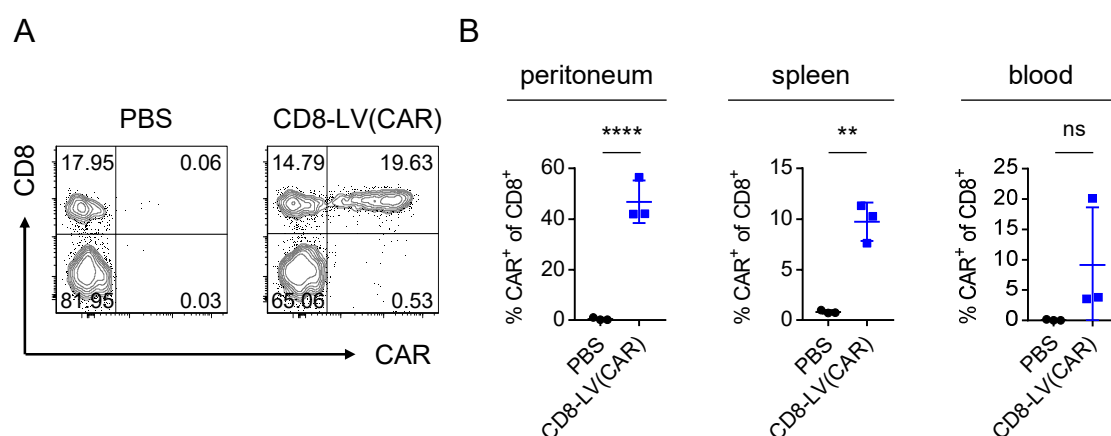 A
PBS
CD8-LV(CAR)
CD8
17.95
0.06
14.79
19.63
81.95
0.03
65.06
0.53
CAR
B
peritoneum
spleen
blood
****
**
ns
% CAR⁺ of CD8⁺
60
40
20
0
PBS
CD8-LV(CAR)
% CAR⁺ of CD8⁺
15
10
5
0
PBS
CD8-LV(CAR)
% CAR⁺ of CD8⁺
25
20
15
10
5
0
PBS
CD8-LV(CAR)